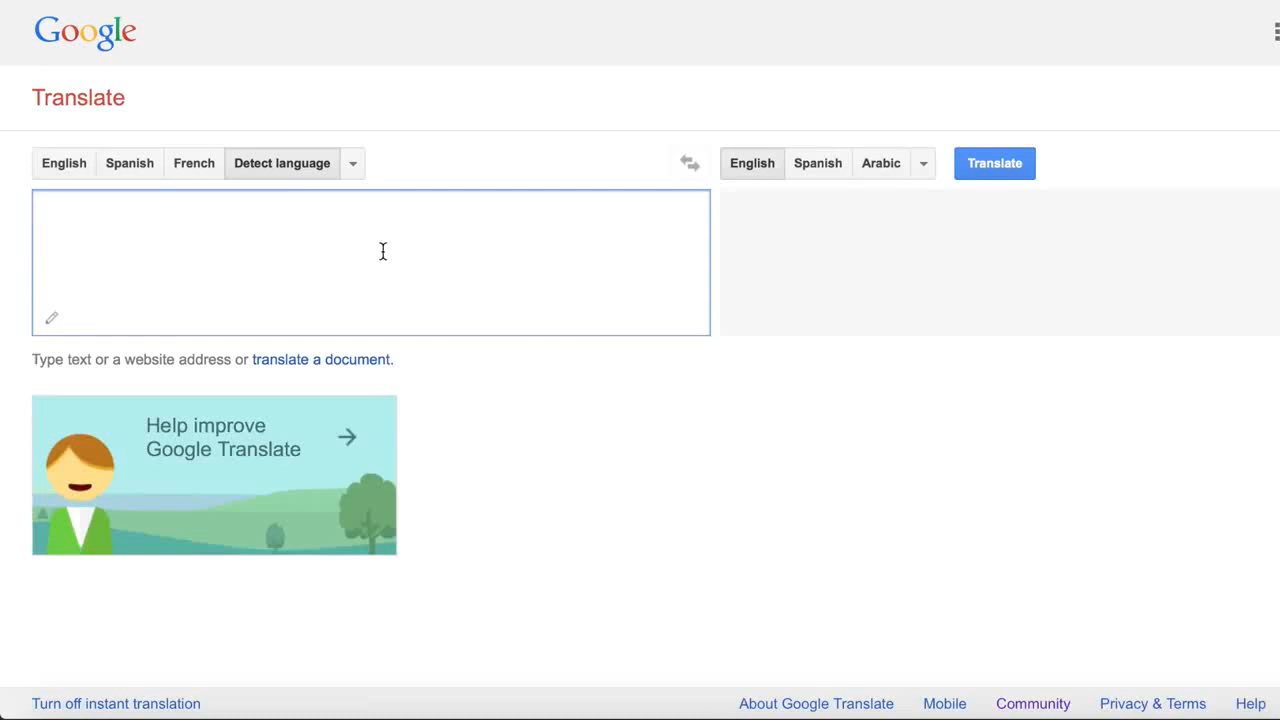 Google
Translate
English Spanish French Detect language English Spanish Arabic Translate
Type text or a website address or translate a document.
Help improve
Google Translate
Turn off instant translation About Google Translate Mobile Community Privacy & Terms Help